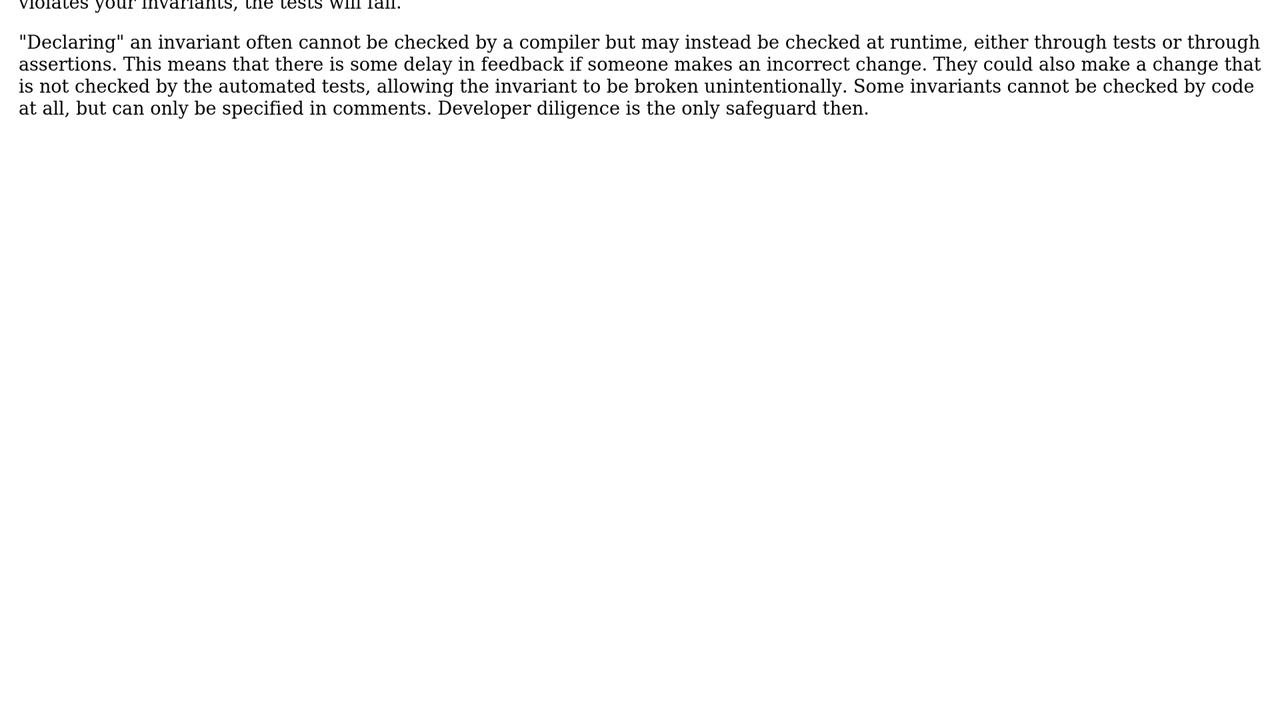 violates your invariants, the tests will fail.
"Declaring" an invariant often cannot be checked by a compiler but may instead be checked at runtime, either through tests or through
assertions. This means that there is some delay in feedback if someone makes an incorrect change. They could also make a change that
is not checked by the automated tests, allowing the invariant to be broken unintentionally. Some invariants cannot be checked by code
at all, but can only be specified in comments. Developer diligence is the only safeguard then.